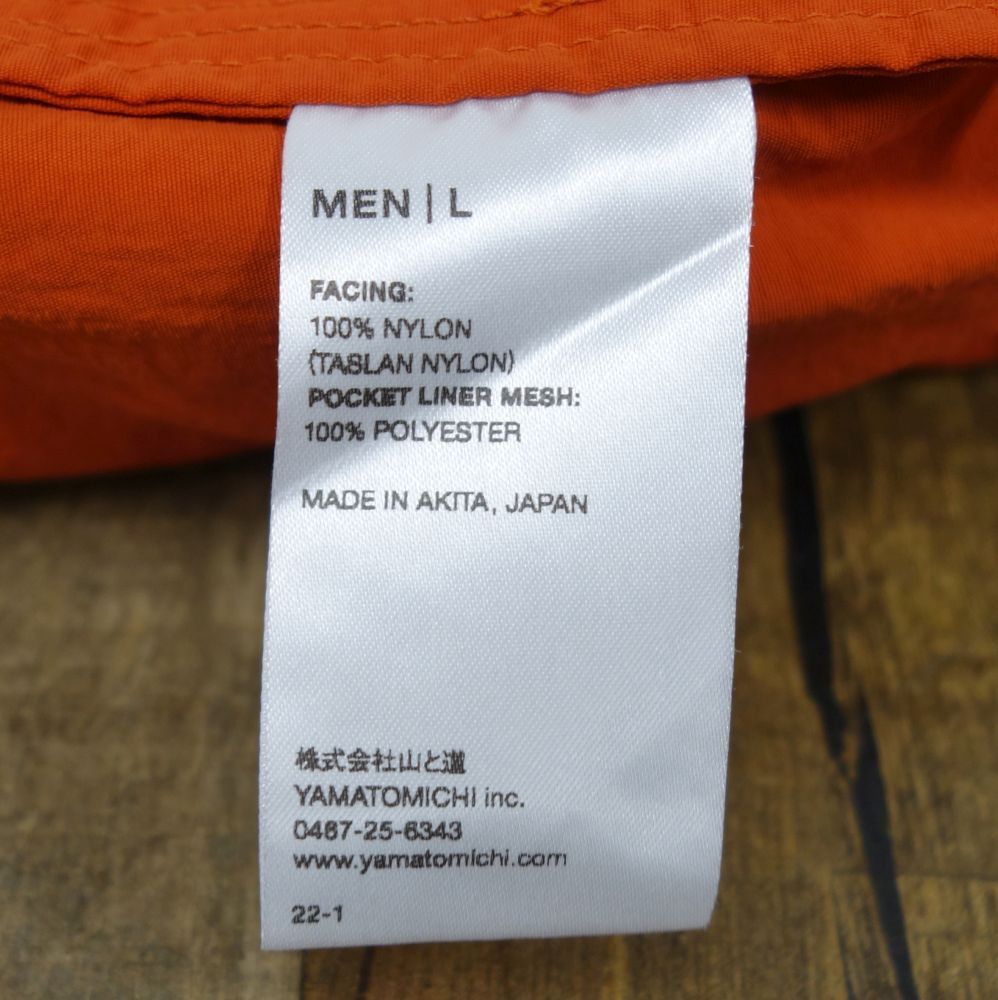 MEN | L
FACING:
100% NYLON
(TASLAN NYLON)
POCKET LINER MESH:
100% POLYESTER
MADE IN AKITA, JAPAN
株式会社山と道
YAMATOMICHI inc.
0467-25-6343
www.yamatomichi.com
22-1